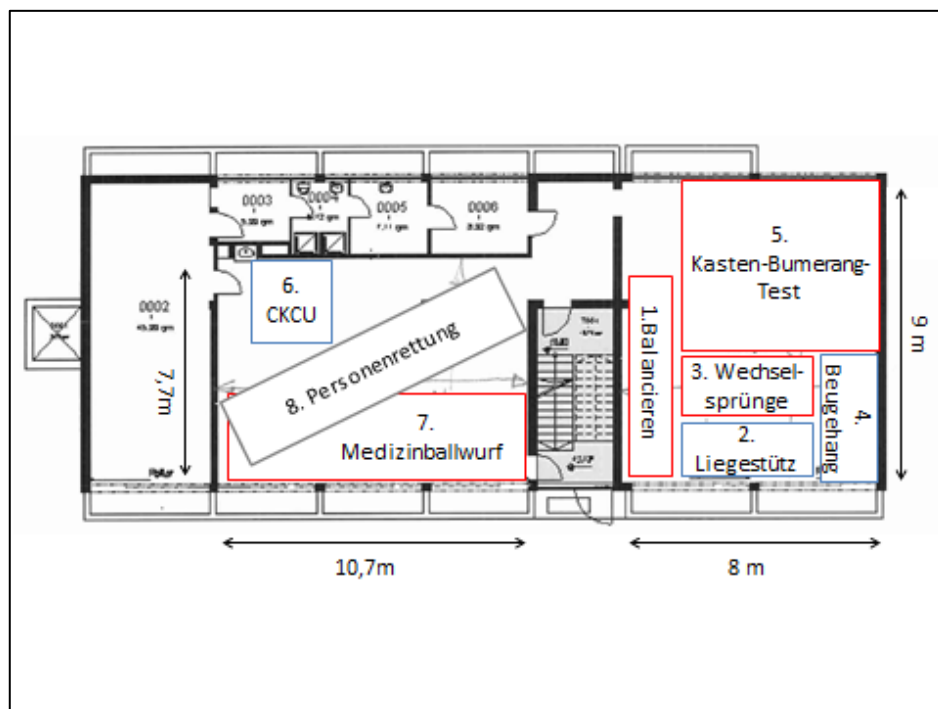 0003
0004
0005
0006
5.
Kasten-Bumerang-
Test
6.
CKCU
0002
7,7m
8. Personenrettung
1.Balancieren
9 m
3. Wechsel-
sprünge
4.
Beugehang
7.
Medizinballwurf
2.
Liegestütz
10,7m
8 m